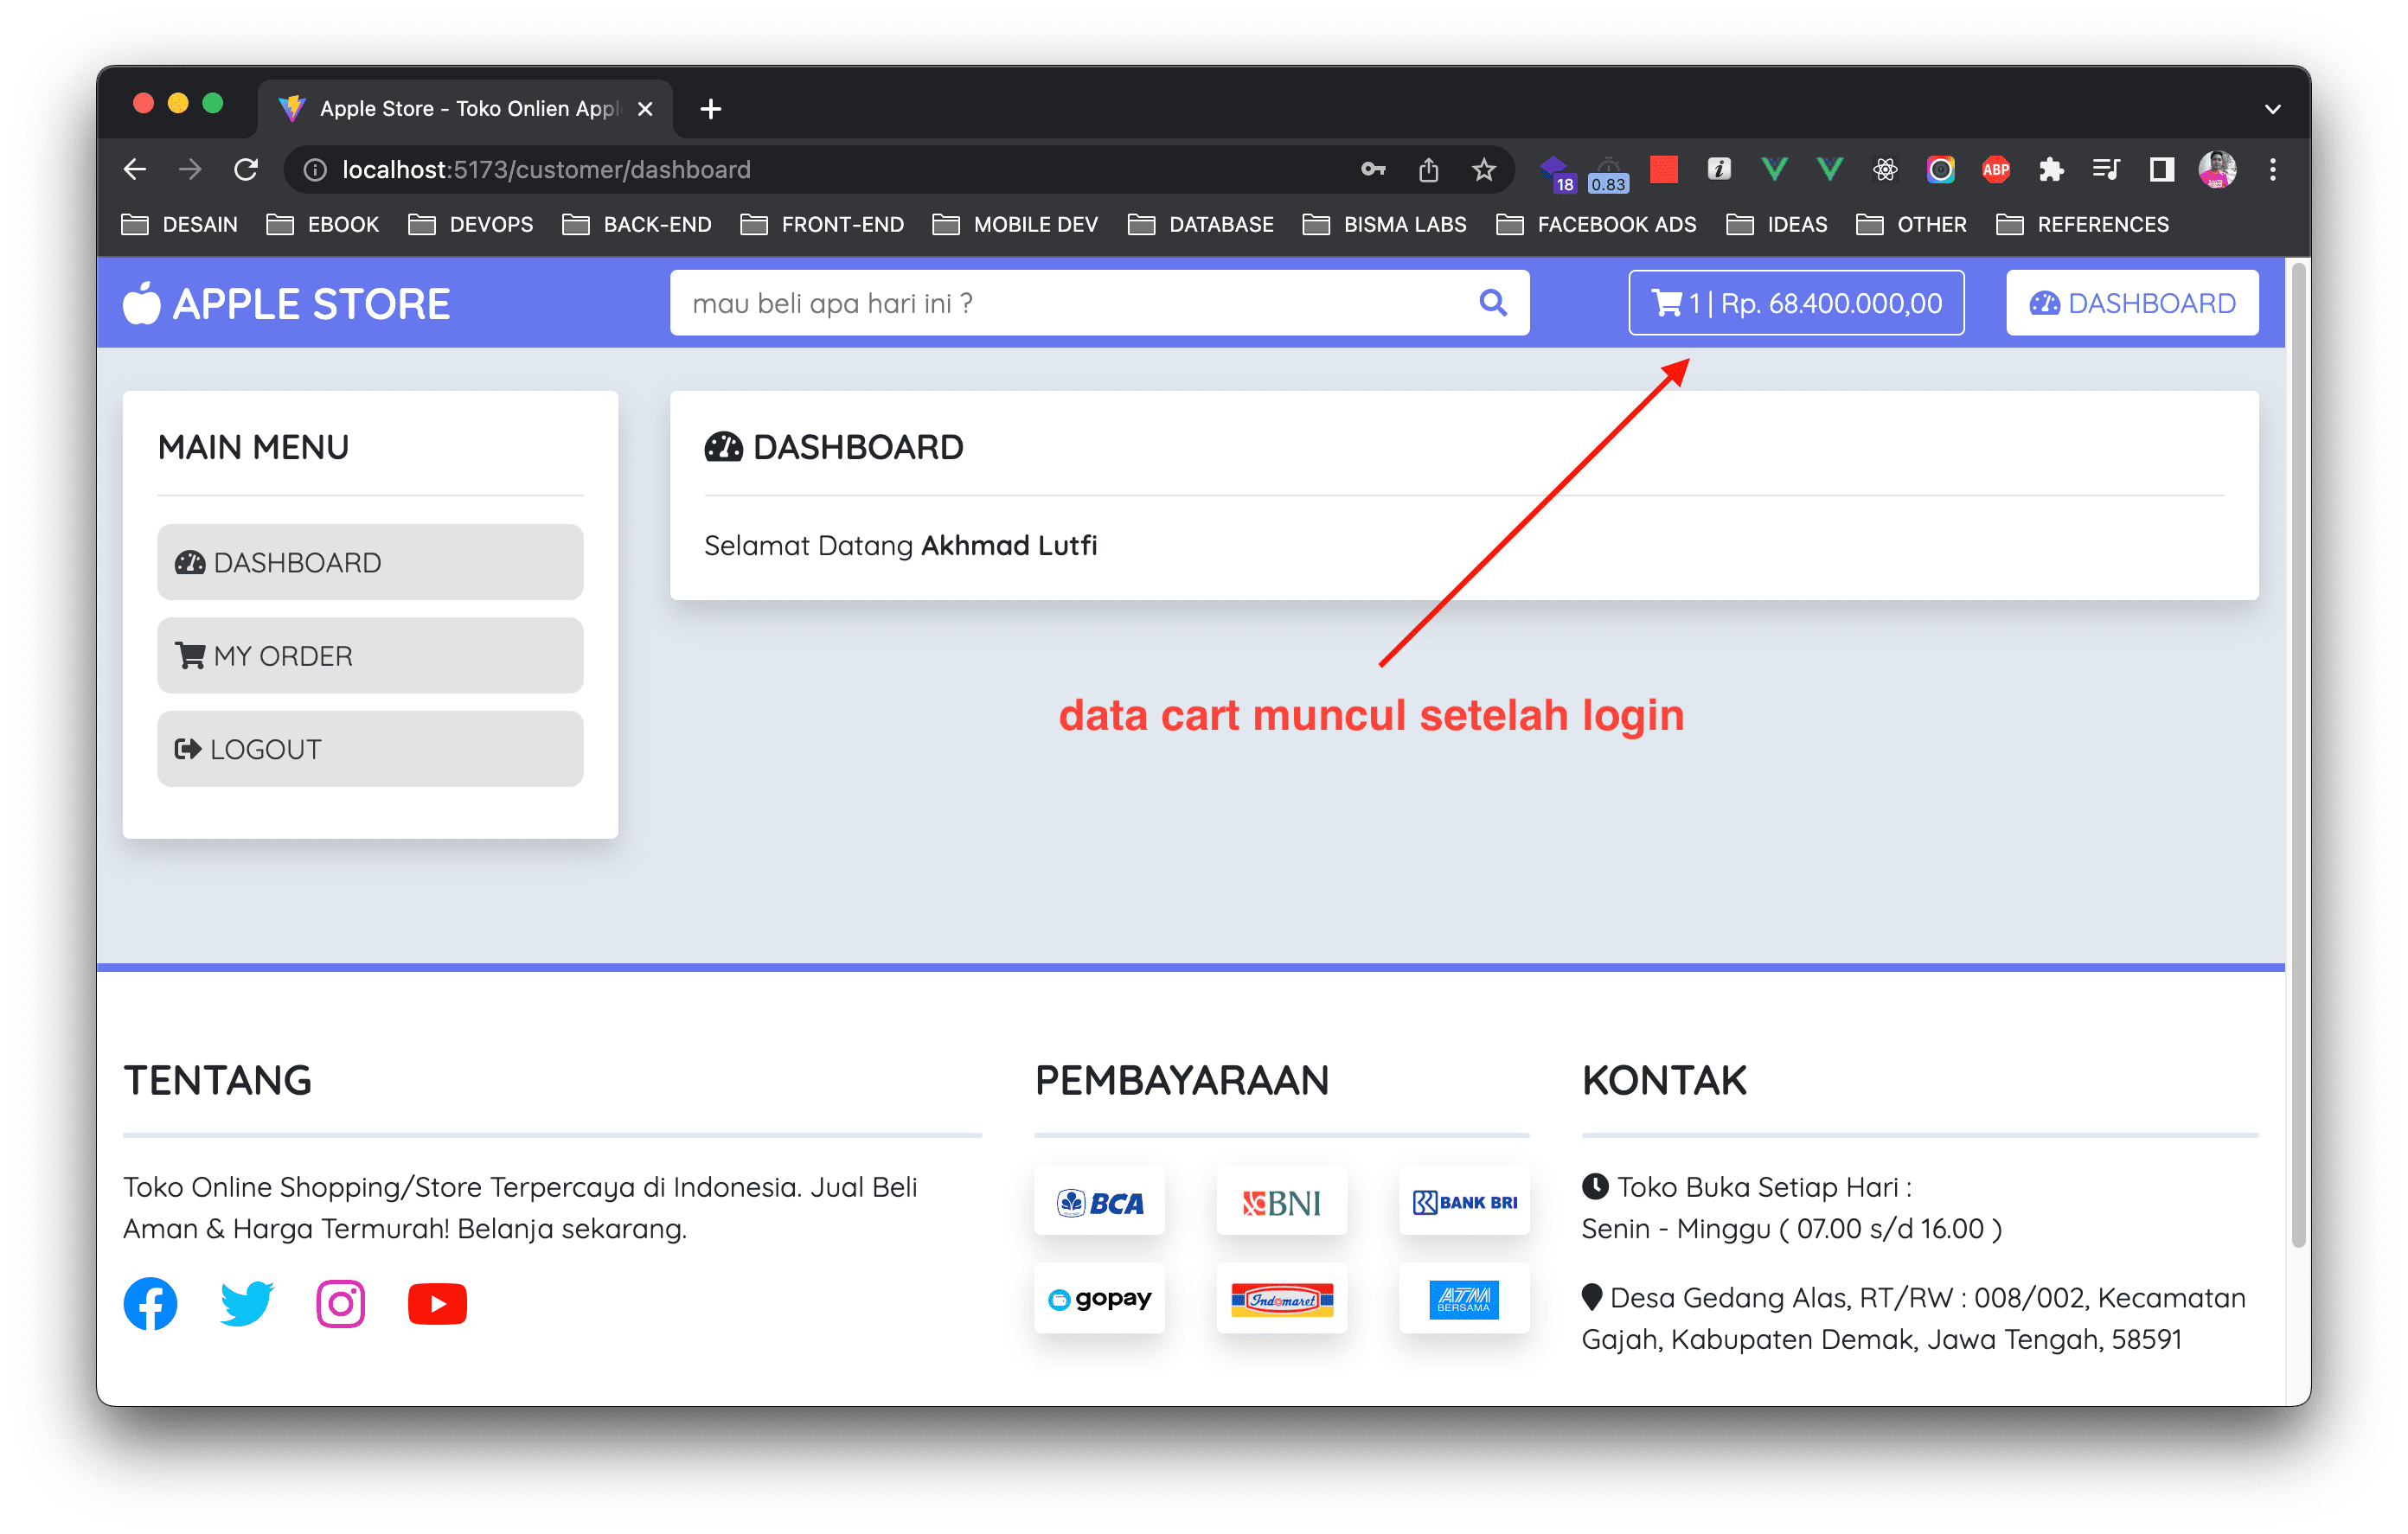 Apple Store - Toko Onlien Appl
localhost:5173/customer/dashboard
18
0.83
i
ABP
DESAIN
EBOOK
DEVOPS
BACK-END
FRONT-END
MOBILE DEV
DATABASE
BISMA LABS
FACEBOOK ADS
IDEAS
OTHER
REFERENCES
APPLE STORE
mau beli apa hari ini ?
1 | Rp. 68.400.000,00
DASHBOARD
MAIN MENU
DASHBOARD
MY ORDER
LOGOUT
DASHBOARD
Selamat Datang Akhmad Lutfi
data cart muncul setelah login
TENTANG
Toko Online Shopping/Store Terpercaya di Indonesia. Jual Beli
Aman & Harga Termurah! Belanja sekarang.
PEMBAYARAAN
BCA
BNI
BANK BRI
gopay
Indomaret
ATM
BERSAMA
KONTAK
Toko Buka Setiap Hari :
Senin - Minggu ( 07.00 s/d 16.00 )
Desa Gedang Alas, RT/RW : 008/002, Kecamatan
Gajah, Kabupaten Demak, Jawa Tengah, 58591